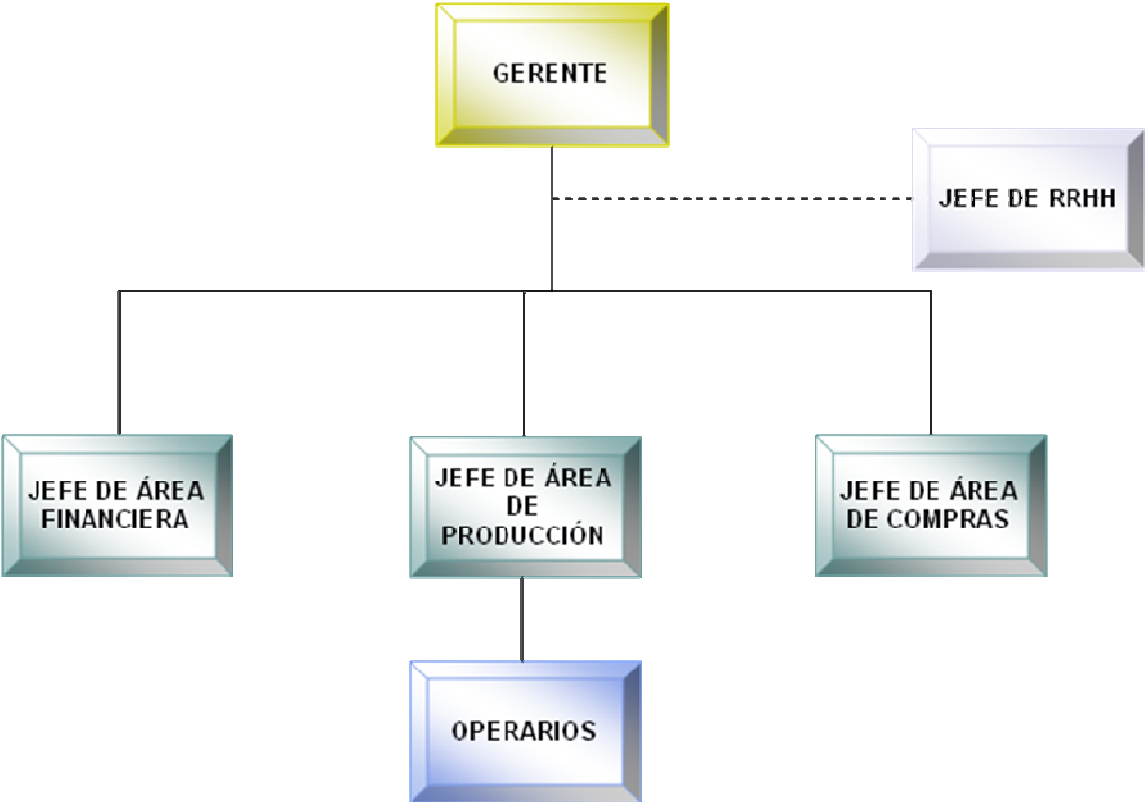 GERENTE
JEFE DE RRHH
JEFE DE ÁREA
FINANCIERA
JEFE DE ÁREA
DE
PRODUCCIÓN
JEFE DE ÁREA
DE COMPRAS
OPERARIOS